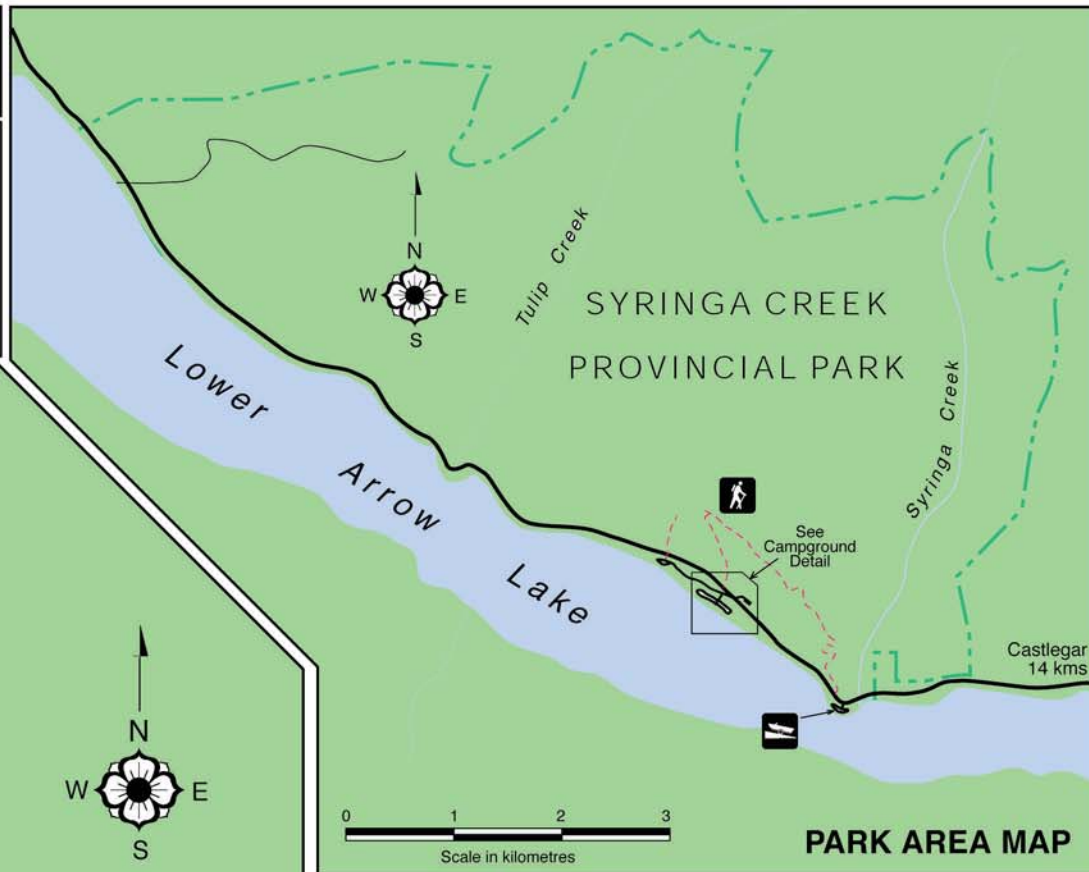 N
W E
S
Tulip Creek
SYRINGA CREEK
PROVINCIAL PARK
Syringa Creek
Lower
Arrow
Lake
See
Campground
Detail
Castlegar
14 kms
N
W E
S
0 1 2 3
Scale in kilometres
PARK AREA MAP